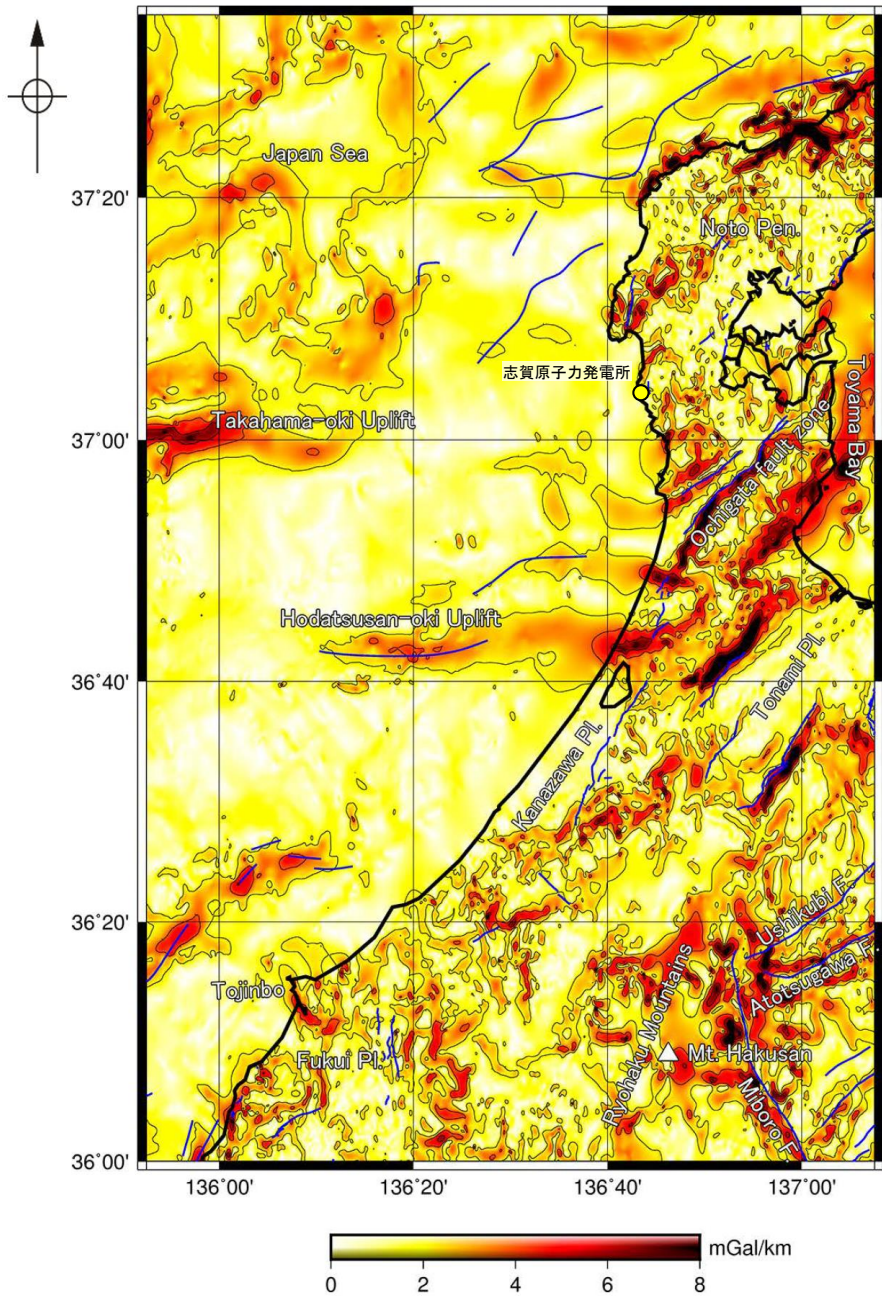 Japan Sea
37°20'
Noto Pen.
志賀原子力発電所
Toyama Bay
Takahama-oki Uplift
37°00'
Ochigata fault zone
Hodatsusan-oki Uplift
36°40'
Tonami Pl.
Kanazawa Pl.
36°20'
Ushikubi F.
Atotsugawa F.
Tojinbo
Ryohaku Mountains
Fukui Pl.
Mt. Hakusan
Miboro F.
36°00'
136°00'
136°20'
136°40'
137°00'
mGal/km
0
2
4
6
8